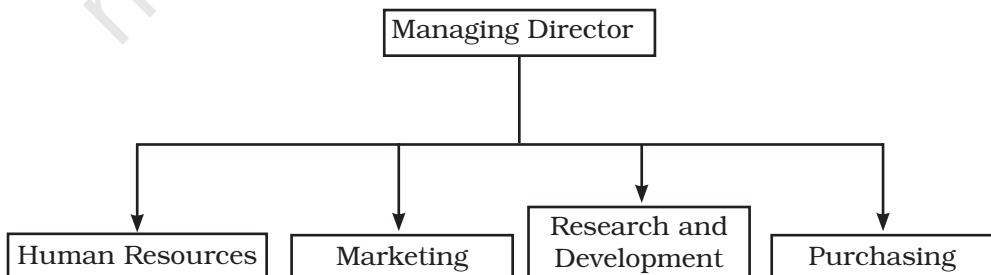 Managing Director
Human Resources
Marketing
Research and
Development
Purchasing